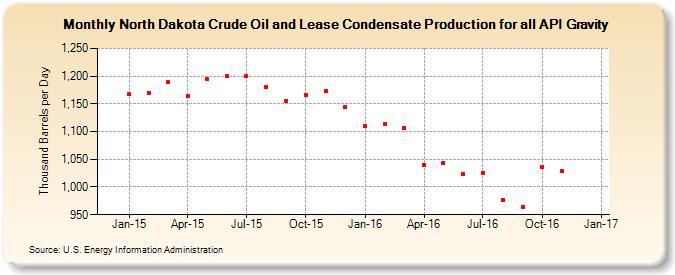 Monthly North Dakota Crude Oil and Lease Condensate Production for all API Gravity
Thousand Barrels per Day
1,250
1,200
1,150
1,100
1,050
1,000
950
Jan-15 Apr-15 Jul-15 Oct-15 Jan-16 Apr-16 Jul-16 Oct-16 Jan-17
Source: U.S. Energy Information Administration